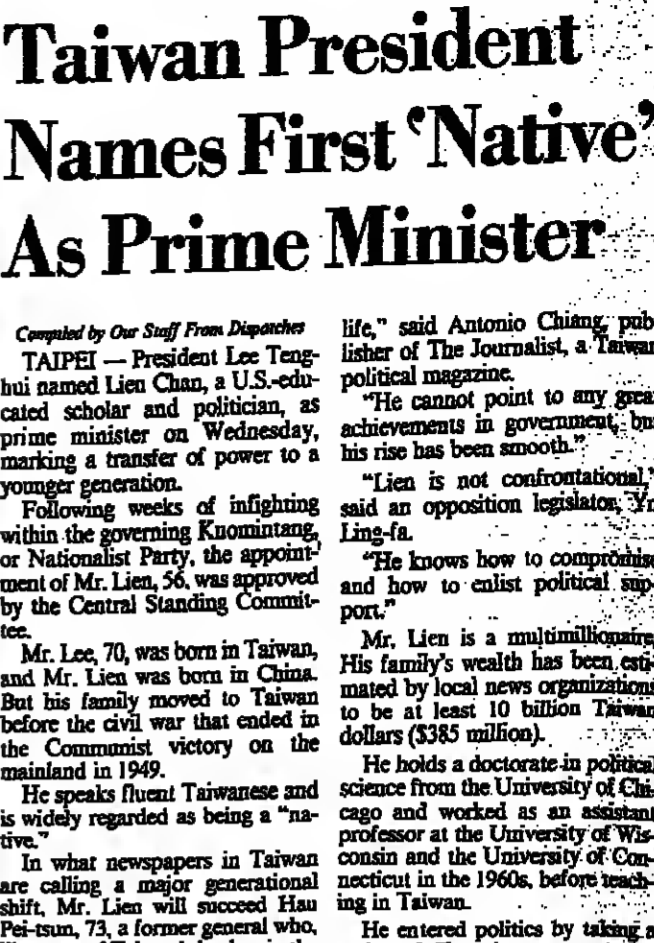 Taiwan President
Names First 'Native'
As Prime Minister
Compiled by Our Staff From Dispatches
TAIPEI — President Lee Teng-
hui named Lien Chan, a U.S.-edu-
cated scholar and politician, as
prime minister on Wednesday,
marking a transfer of power to a
younger generation.
Following weeks of infighting
within the governing Kuomintang,
or Nationalist Party, the appoint-
ment of Mr. Lien, 56, was approved
by the Central Standing Commit-
tee.
Mr. Lee, 70, was born in Taiwan,
and Mr. Lien was born in China.
But his family moved to Taiwan
before the civil war that ended in
the Communist victory on the
mainland in 1949.
He speaks fluent Taiwanese and
is widely regarded as being a "na-
tive."
In what newspapers in Taiwan
are calling a major generational
shift, Mr. Lien will succeed Hau
Pei-tsun, 73, a former general who,
life," said Antonio Chiang, pub-
lisher of The Journalist, a Taiwan
political magazine.
"He cannot point to any great
achievements in government, but
his rise has been smooth."
"Lien is not confrontational,"
said an opposition legislator,
Ling-fa.
"He knows how to compromise
and how to enlist political sup-
port."
Mr. Lien is a multimillionaire.
His family's wealth has been esti-
mated by local news organizations
to be at least 10 billion Taiwan
dollars ($385 million).
He holds a doctorate in political
science from the University of Chi-
cago and worked as an assistant
professor at the University of Wis-
consin and the University of Con-
necticut in the 1960s, before teach-
ing in Taiwan.
He entered politics by taking a